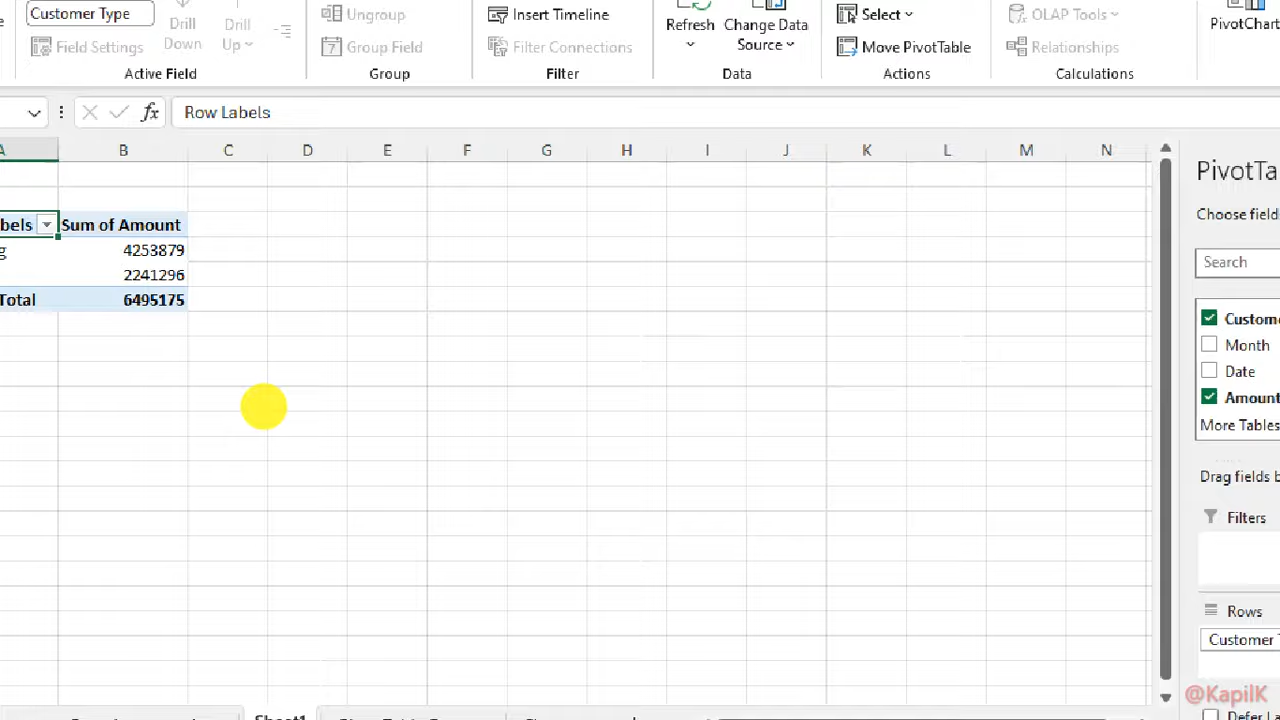 Customer Type
Drill
Down
Drill
Up
Field Settings
Active Field
Ungroup
Group Field
Group
Insert Timeline
Filter Connections
Filter
Refresh
Change Data
Source
Data
Select
Move PivotTable
Actions
OLAP Tools
Relationships
Calculations
PivotChart
fx Row Labels
A B C D E F G H I J K L M N
bels Sum of Amount
g 4253879
2241296
Total 6495175
PivotTa
Choose field
Search
Custome
Month
Date
Amount
More Tables
Drag fields b
Filters
Rows
Customer
@KapilK
Sheet1